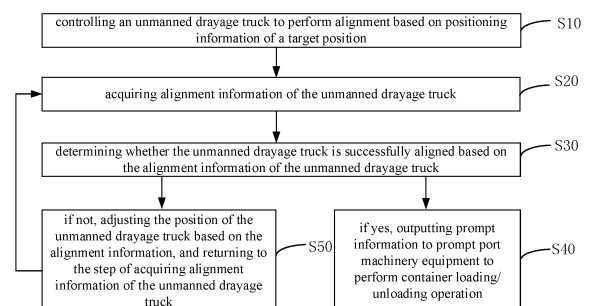 controlling an unmanned drayage truck to perform alignment based on positioning
information of a target position
S10
acquiring alignment information of the unmanned drayage truck
S20
determining whether the unmanned drayage truck is successfully aligned based on
the alignment information of the unmanned drayage truck
S30
if not, adjusting the position of the
unmanned drayage truck based on the
alignment information, and returning to
the step of acquiring alignment
information of the unmanned drayage
truck
S50
if yes, outputting prompt
information to prompt port
machinery equipment to
perform container loading/
unloading operation
S40